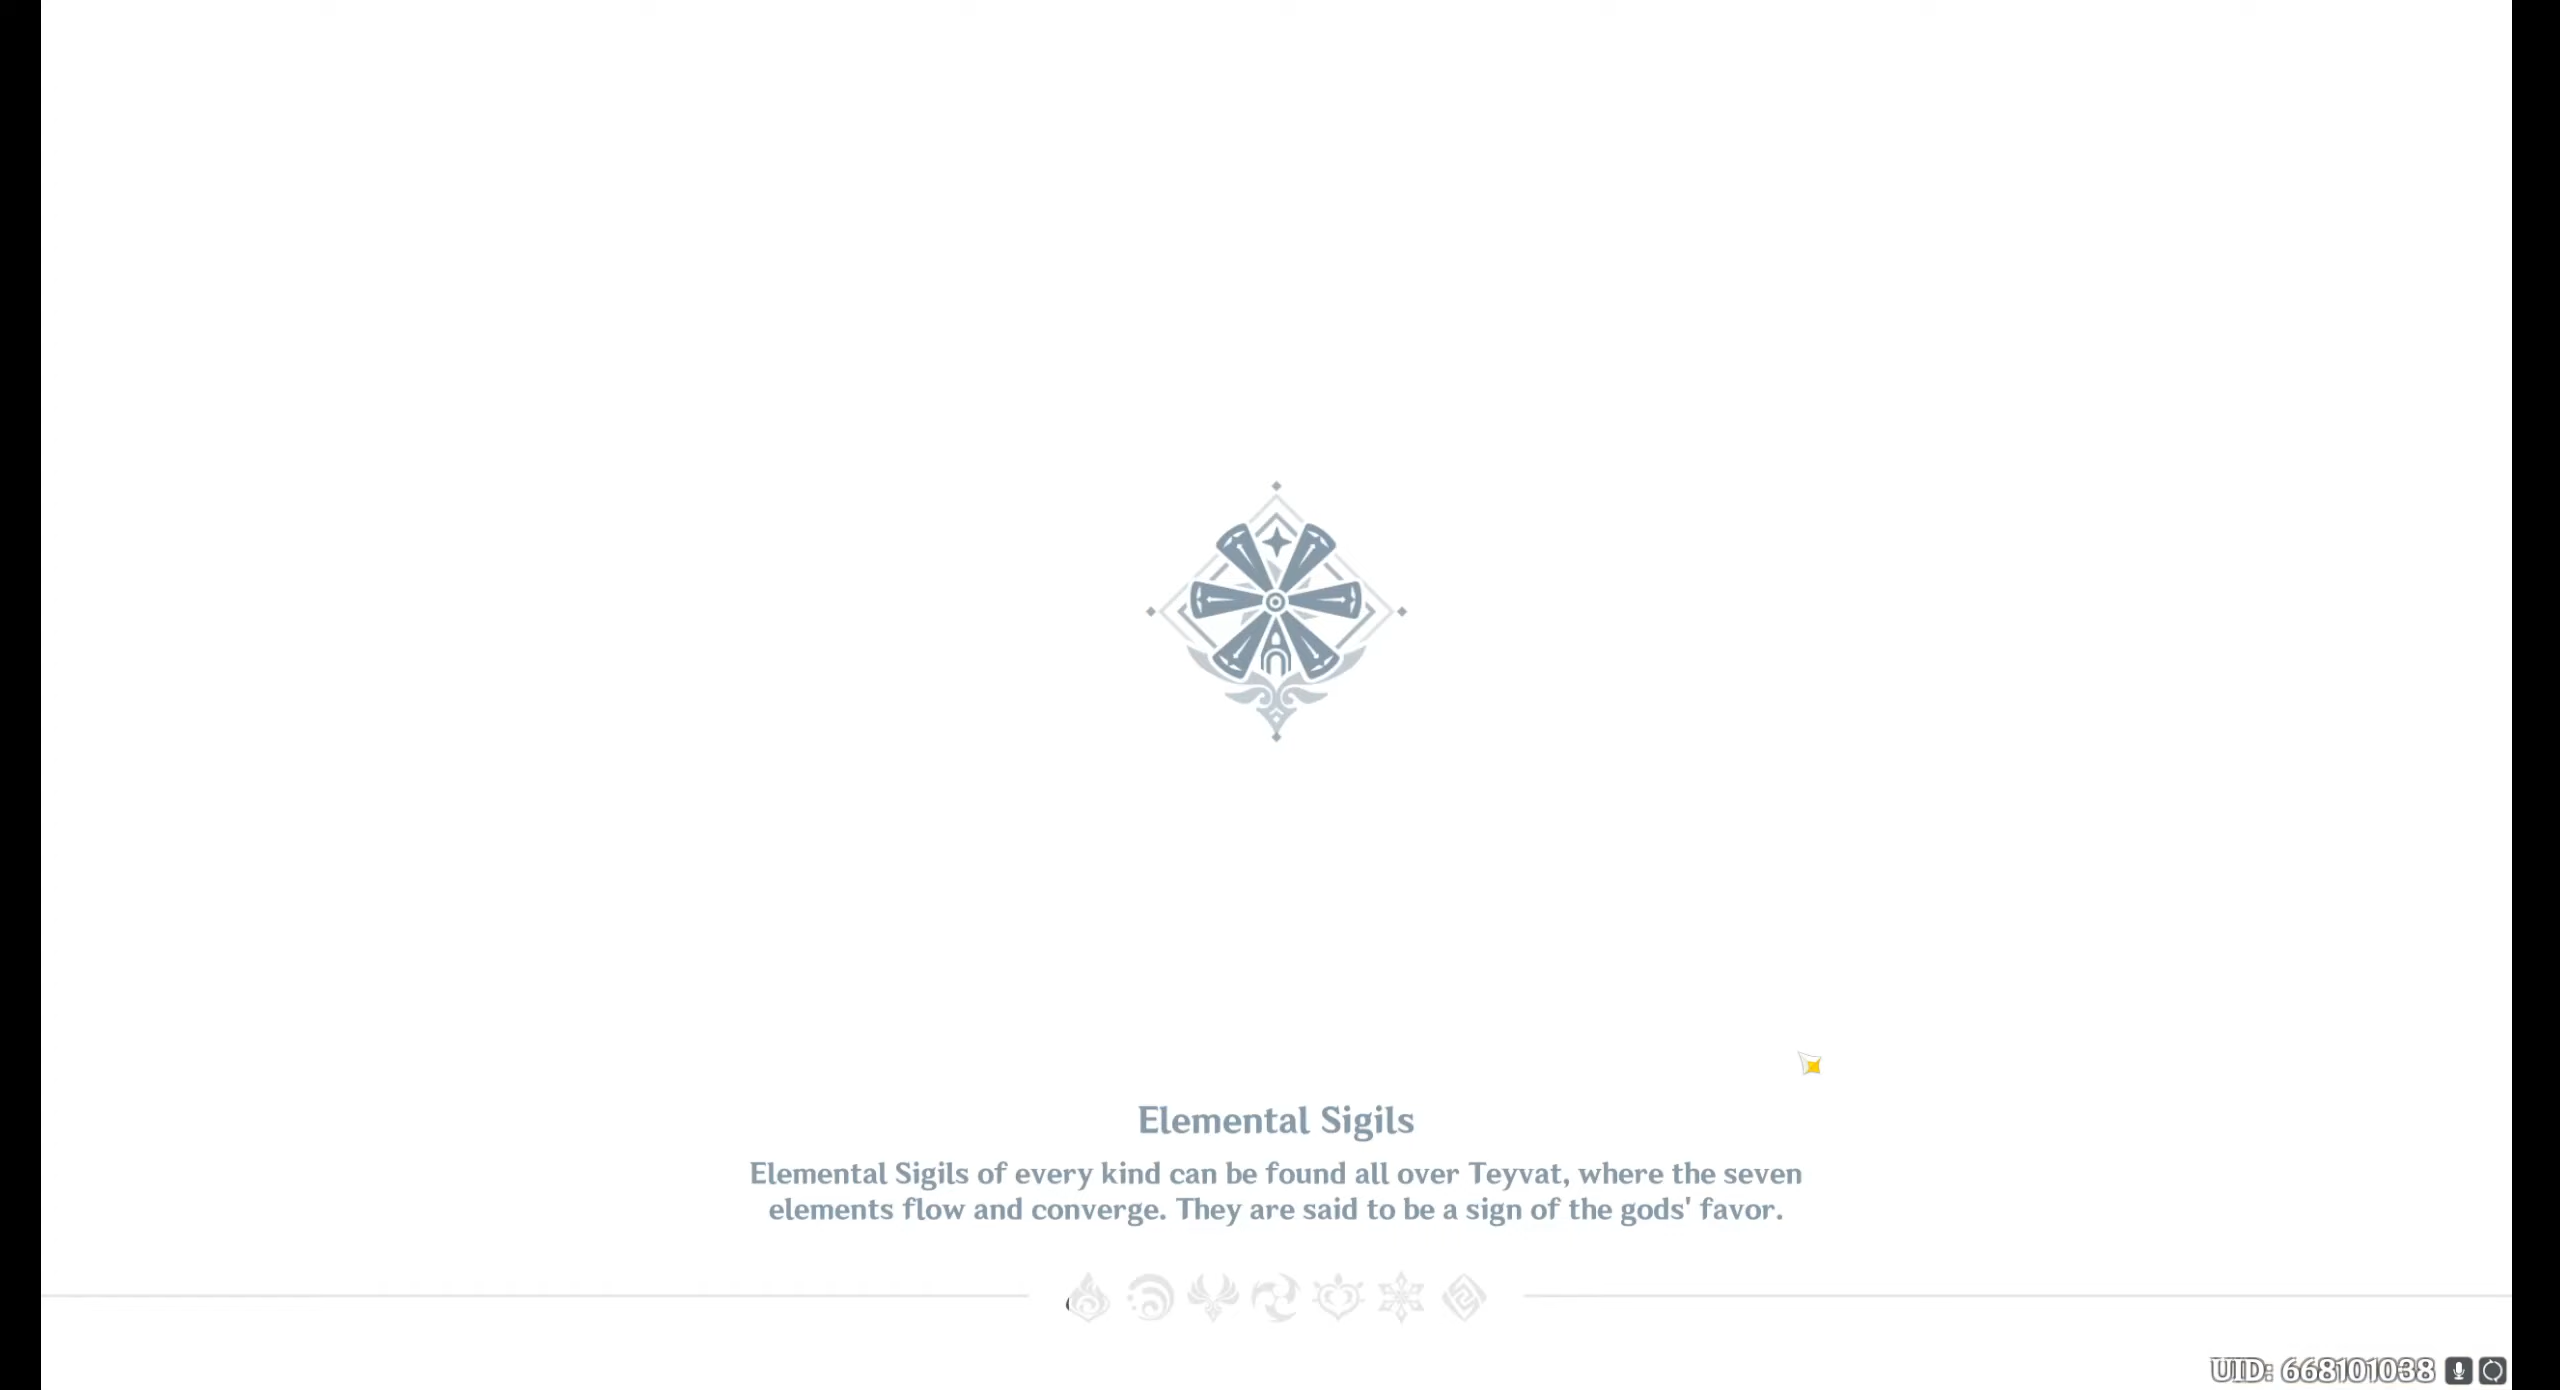 Elemental Sigils
Elemental Sigils of every kind can be found all over Teyvat, where the seven
elements flow and converge. They are said to be a sign of the gods' favor.
UID: 668101038